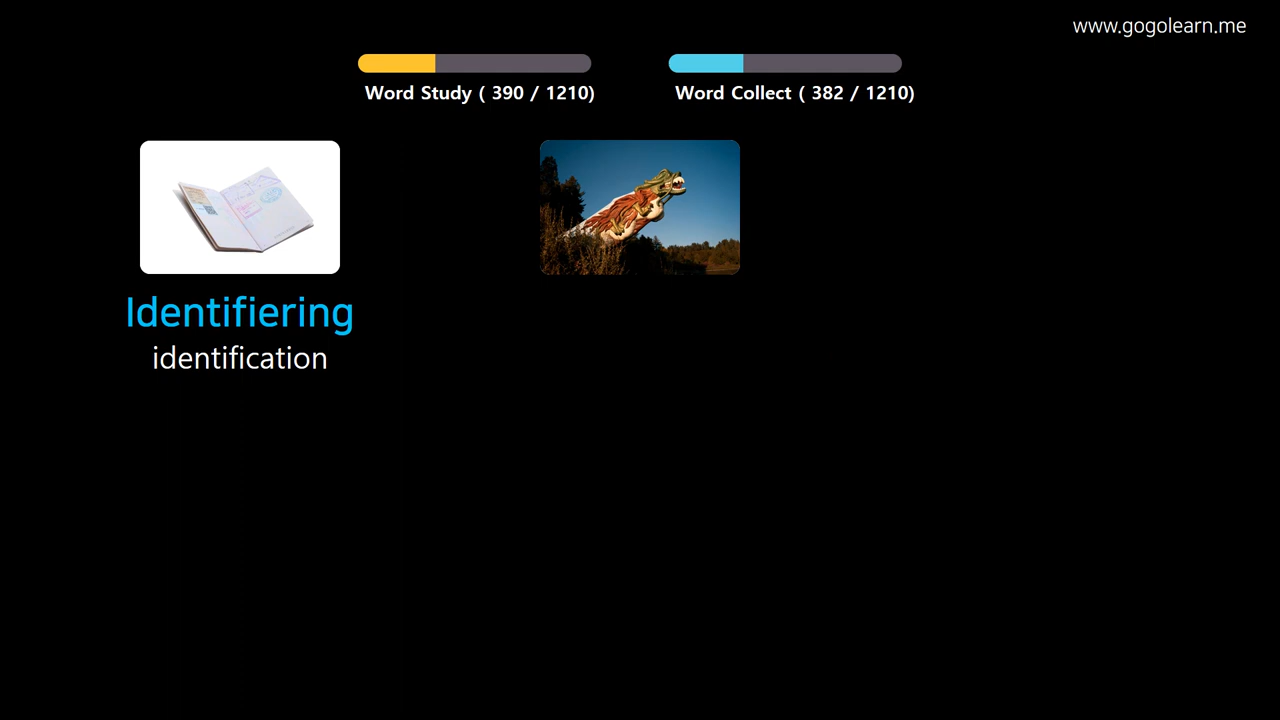 www.gogolearn.me
Word Study ( 390 / 1210)
Word Collect ( 382 / 1210)
Identifiering
identification